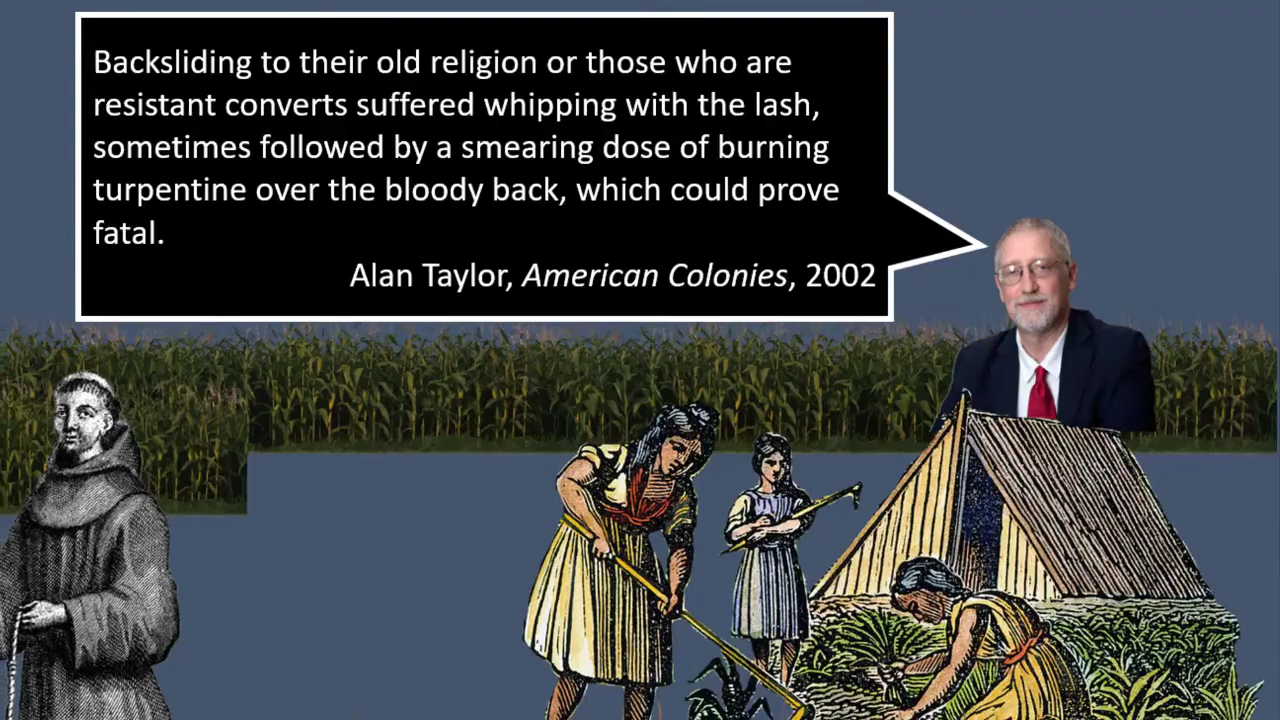 Backsliding to their old religion or those who are
resistant converts suffered whipping with the lash,
sometimes followed by a smearing dose of burning
turpentine over the bloody back, which could prove
fatal.
Alan Taylor, American Colonies, 2002